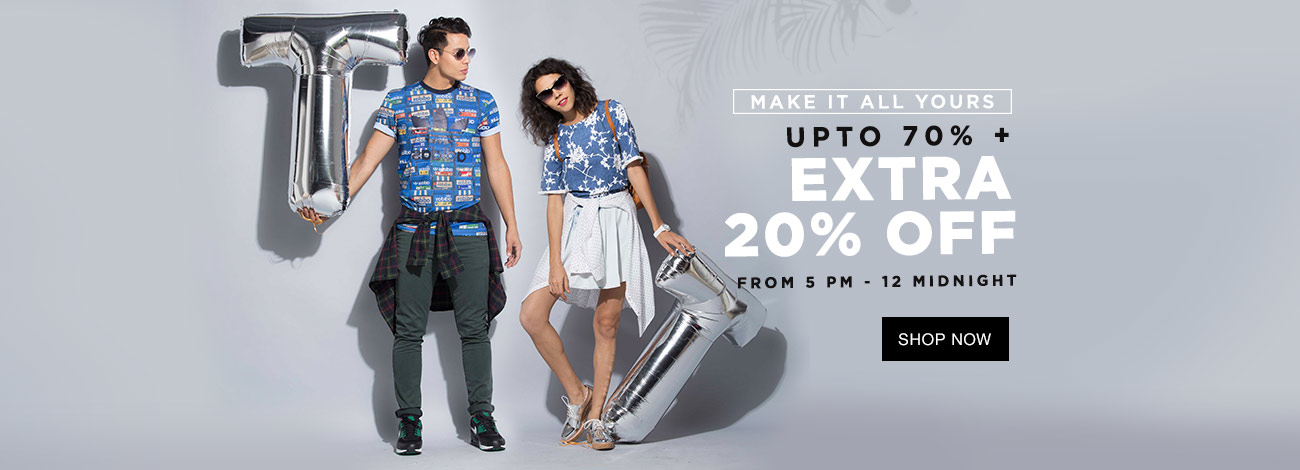 MAKE IT ALL YOURS
UPTO 70% +
EXTRA
20% OFF
FROM 5 PM - 12 MIDNIGHT
SHOP NOW